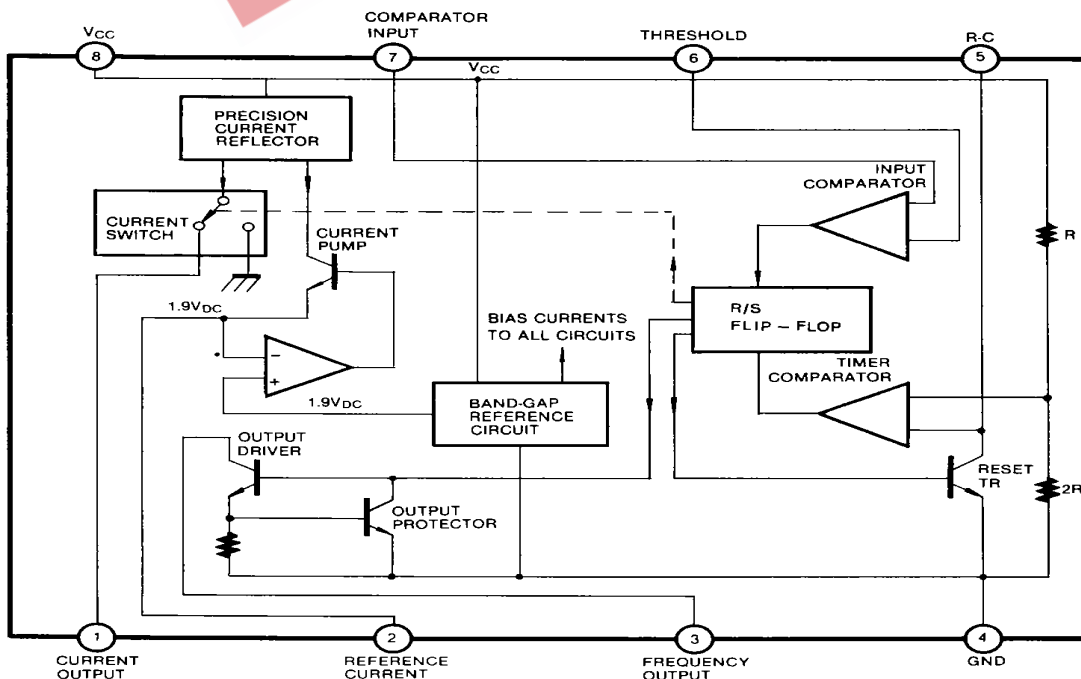 VCC
8
COMPARATOR
INPUT
7
THRESHOLD
6
R-C
5
VCC
PRECISION
CURRENT
REFLECTOR
CURRENT
SWITCH
CURRENT
PUMP
INPUT
COMPARATOR
R
1.9VDC
BIAS CURRENTS
TO ALL CIRCUITS
R/S
FLIP - FLOP
TIMER
COMPARATOR
-
+
1.9VDC
BAND-GAP
REFERENCE
CIRCUIT
OUTPUT
DRIVER
OUTPUT
PROTECTOR
RESET
TR
2R
1
CURRENT
OUTPUT
2
REFERENCE
CURRENT
3
FREQUENCY
OUTPUT
4
GND